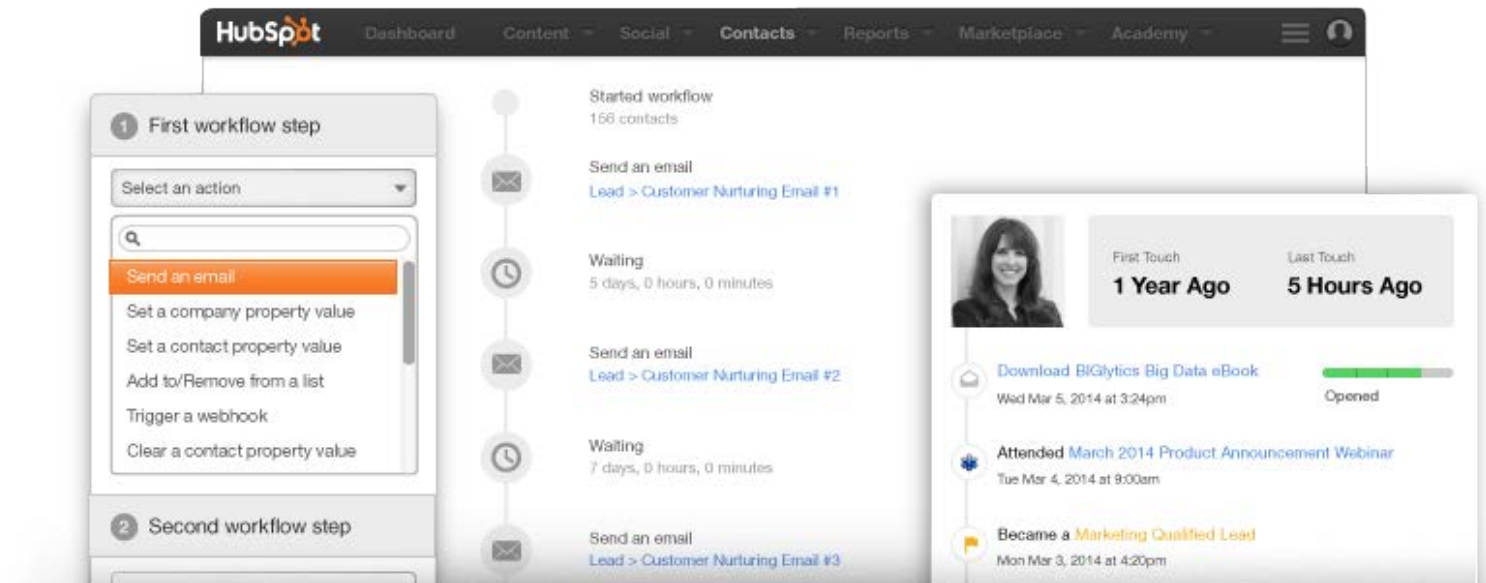 HubSpot Dashboard Content Social Contacts Reports Marketplace Academy
1 First workflow step
Select an action
Send an email
Set a company property value
Set a contact property value
Add to/Remove from a list
Trigger a webhook
Clear a contact property value
2 Second workflow step
Started workflow
156 contacts
Send an email
Lead > Customer Nurturing Email #1
Waiting
5 days, 0 hours, 0 minutes
Send an email
Lead > Customer Nurturing Email #2
Waiting
7 days, 0 hours, 0 minutes
Send an email
Lead > Customer Nurturing Email #3
First Touch Last Touch
1 Year Ago 5 Hours Ago
Download BIGlytics Big Data eBook
Wed Mar 5, 2014 at 3:24pm
Opened
Attended March 2014 Product Announcement Webinar
Tue Mar 4, 2014 at 9:00am
Became a Marketing Qualified Lead
Mon Mar 3, 2014 at 4:20pm